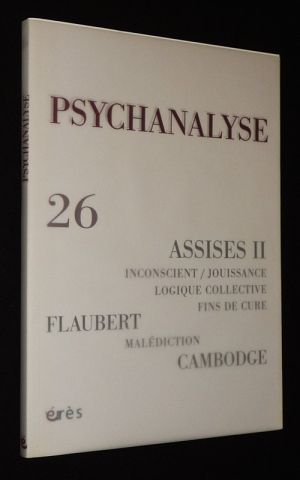 PSYCHANALYSE
PSYCHANALYSE
26
ASSISES II
INCONSCIENT / JOUISSANCE
LOGIQUE COLLECTIVE
FINS DE CURE
FLAUBERT
MALÉDICTION
CAMBODGE
érès